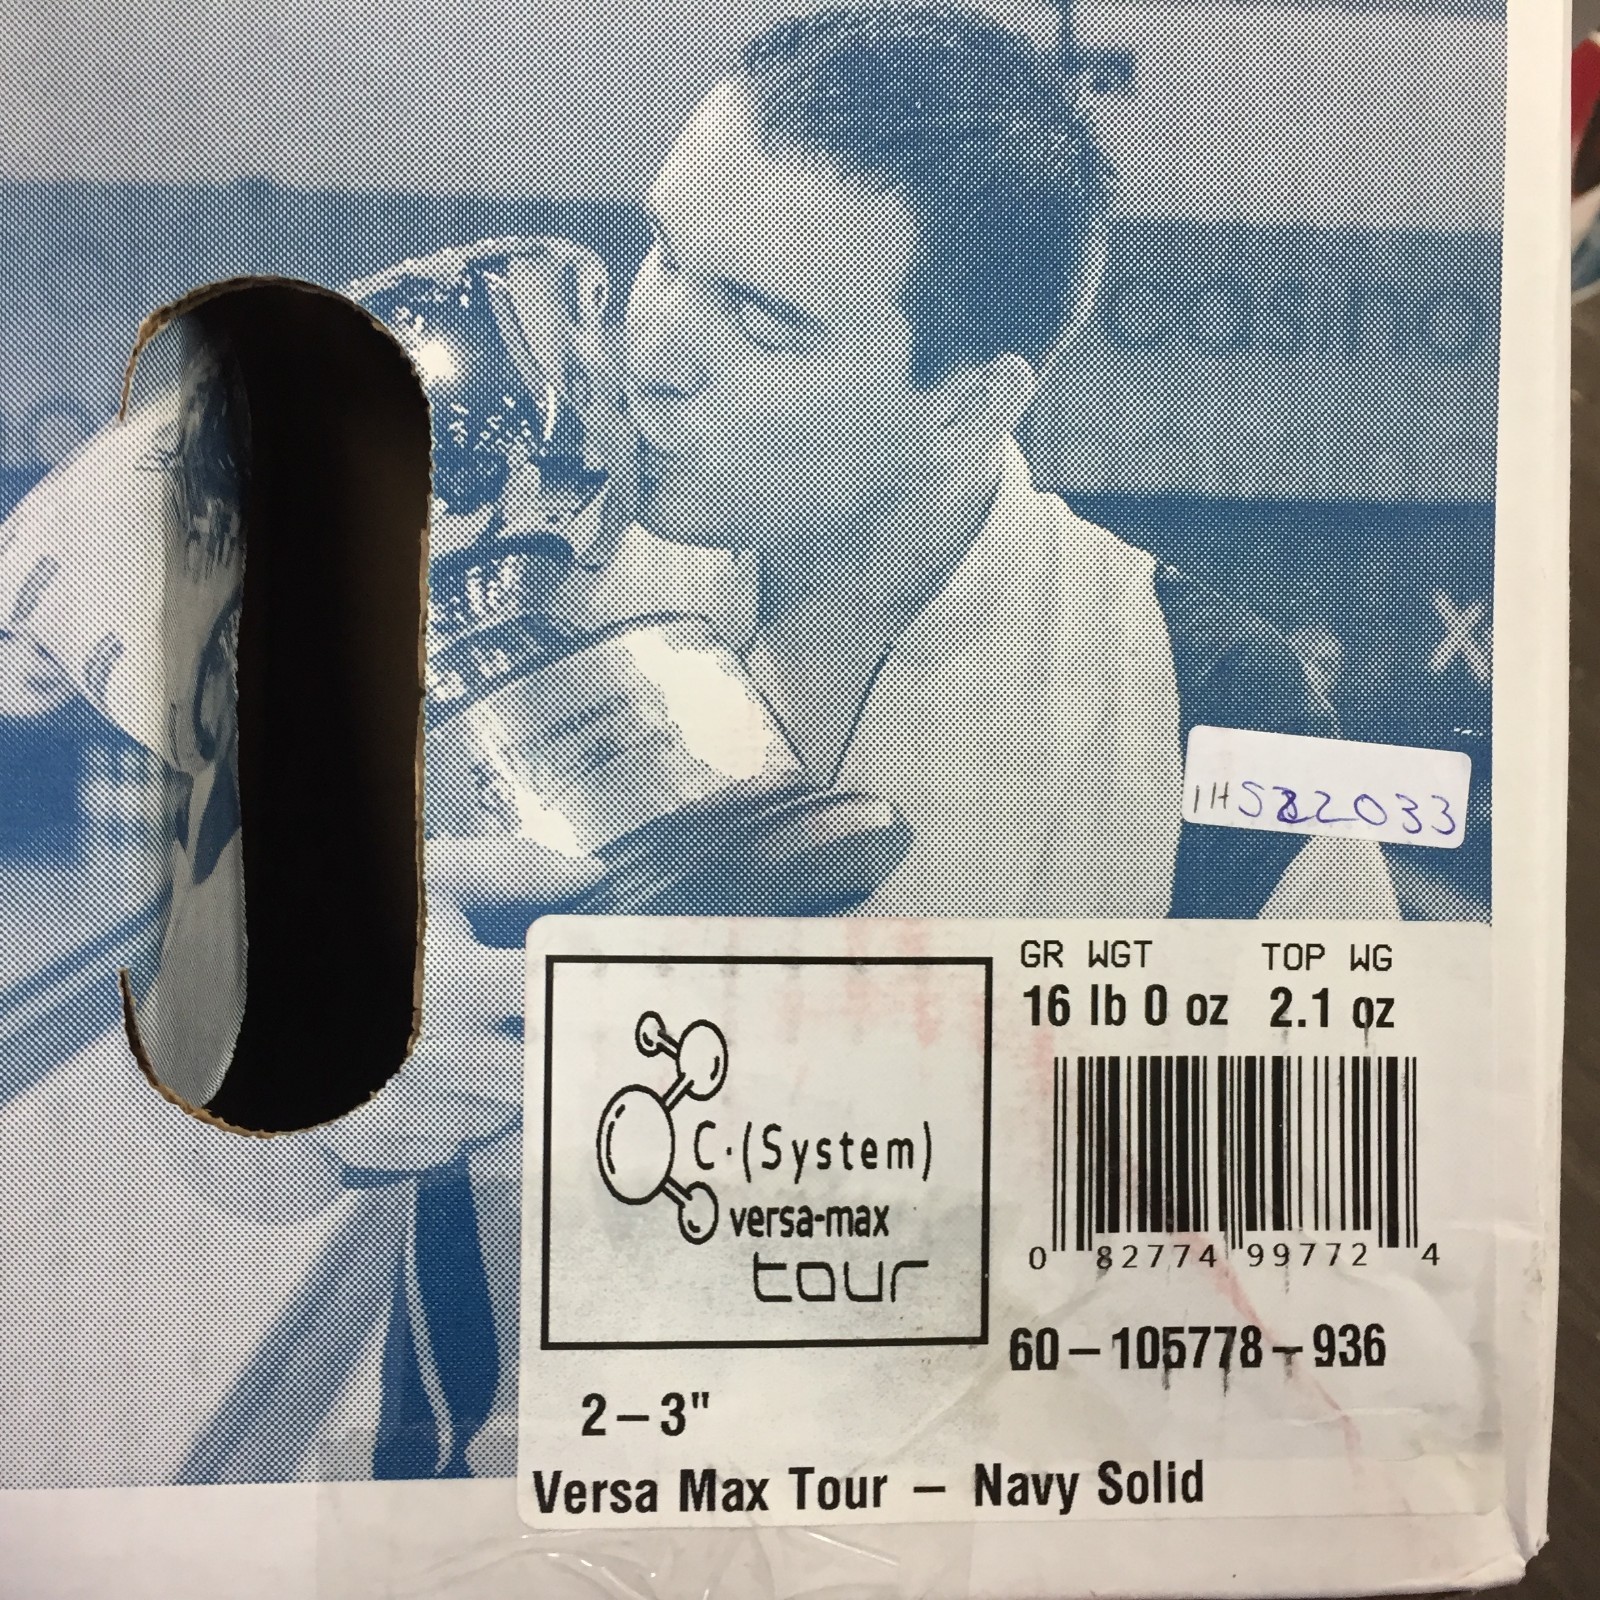 1HS822033
GR WGT TOP WG
16 lb 0 oz 2.1 oz
0 82774 99772 4
60-105778-936
C·(System)
versa-max
tour
2-3"
Versa Max Tour - Navy Solid